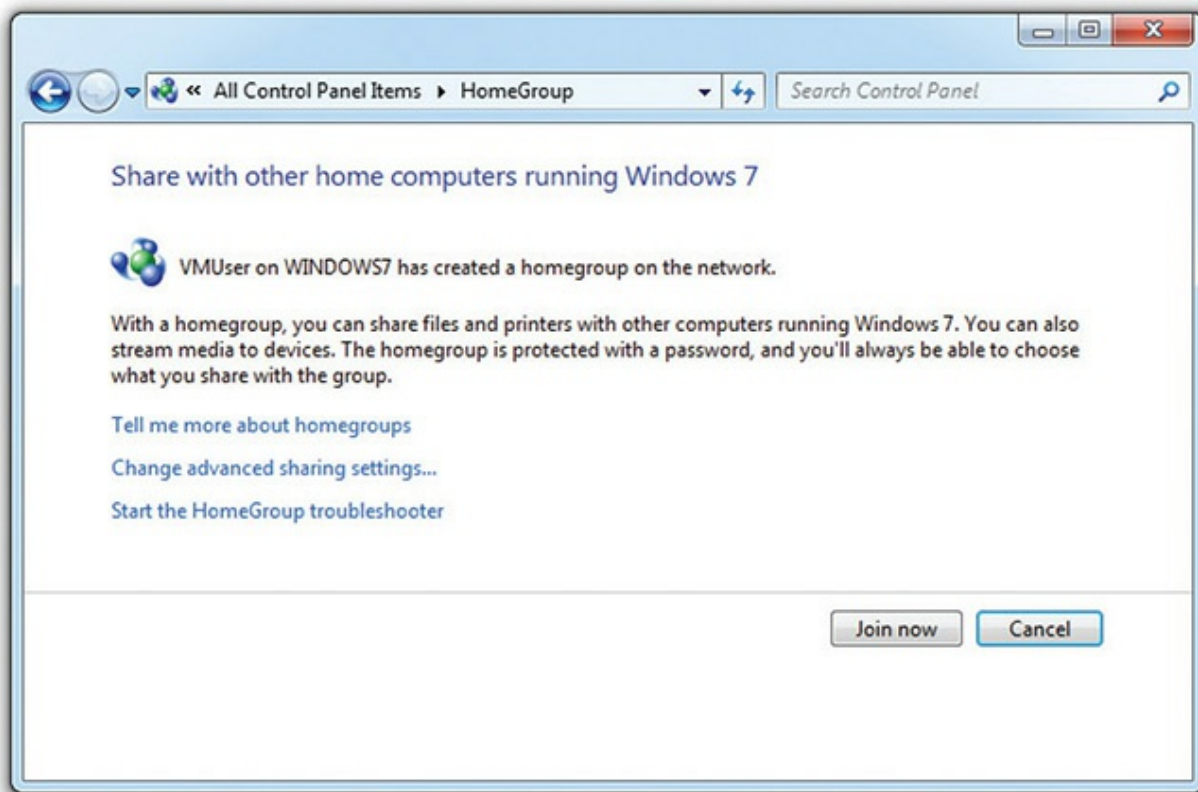 « All Control Panel Items ▸ HomeGroup
Search Control Panel
Share with other home computers running Windows 7
VMUser on WINDOWS7 has created a homegroup on the network.
With a homegroup, you can share files and printers with other computers running Windows 7. You can also
stream media to devices. The homegroup is protected with a password, and you'll always be able to choose
what you share with the group.
Tell me more about homegroups
Change advanced sharing settings...
Start the HomeGroup troubleshooter
Join now
Cancel